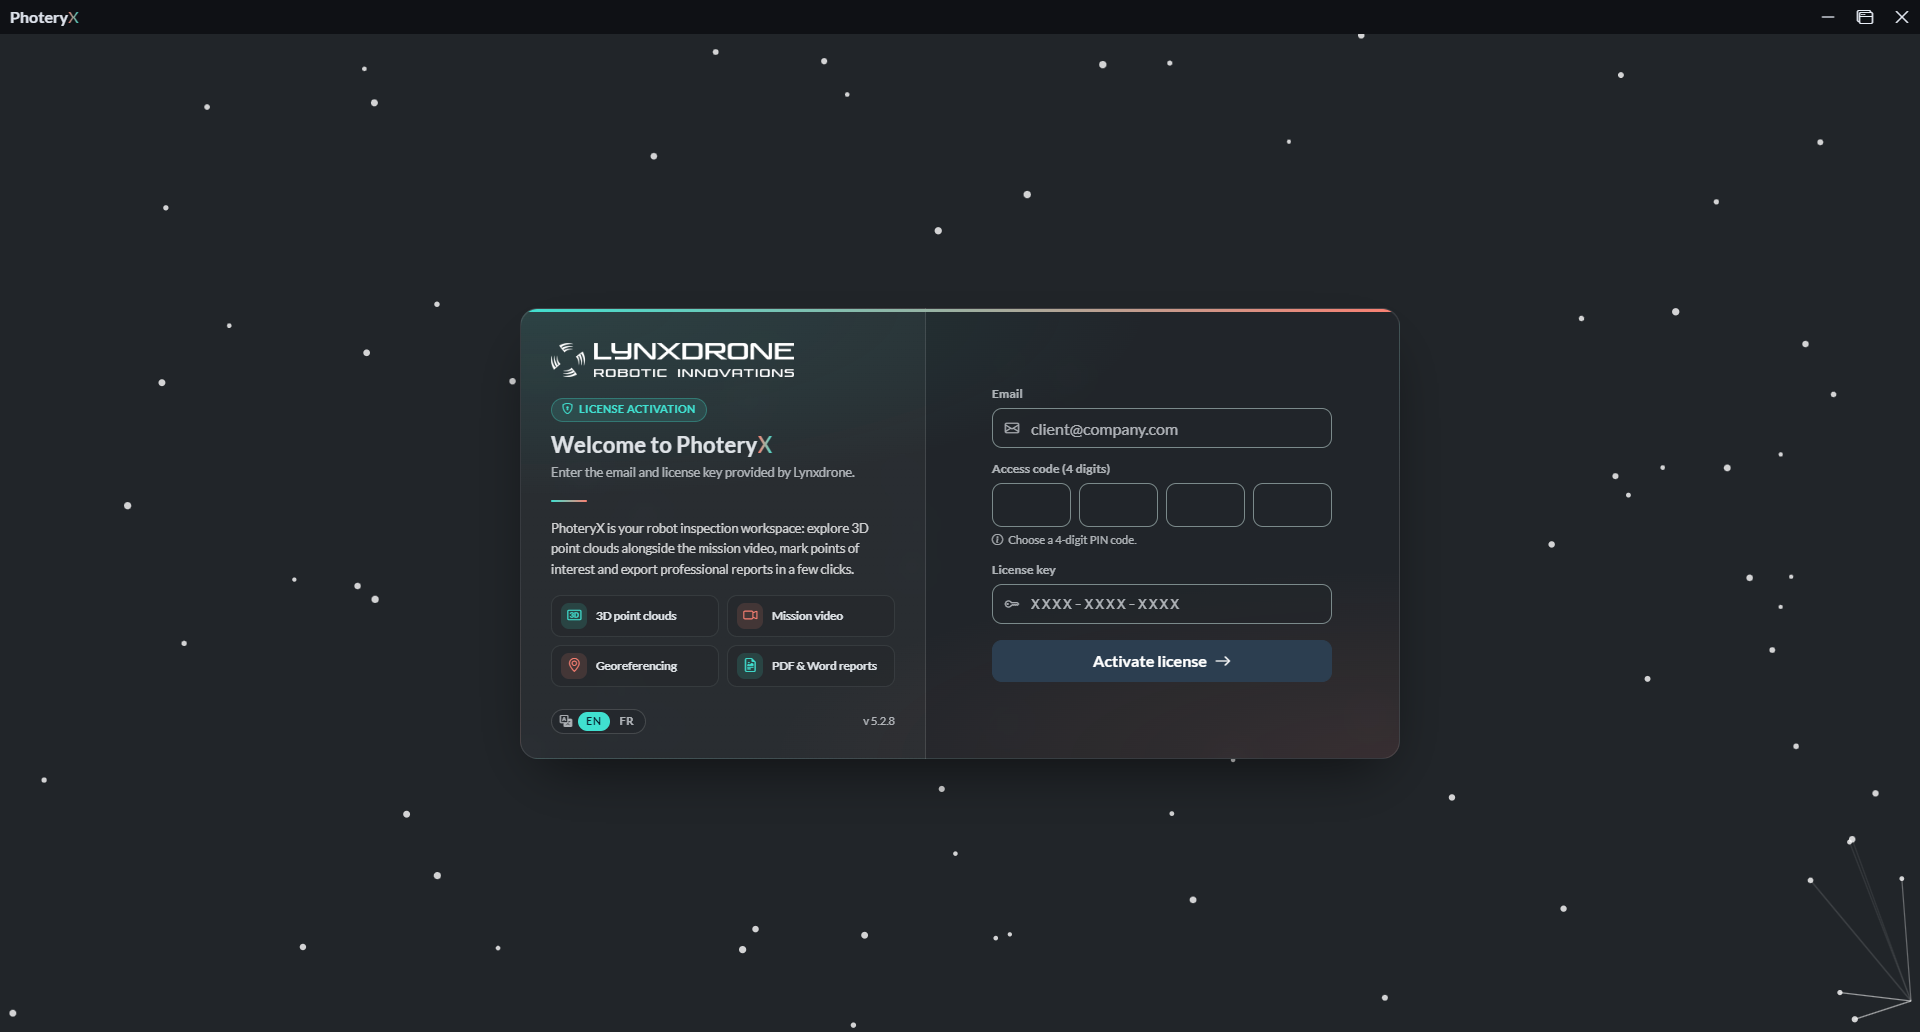 PhoteryX
LYNXDRONE
ROBOTIC INNOVATIONS
LICENSE ACTIVATION
Welcome to PhoteryX
Enter the email and license key provided by Lynxdrone.
PhoteryX is your robot inspection workspace: explore 3D
point clouds alongside the mission video, mark points of
interest and export professional reports in a few clicks.
3D
3D point clouds
Mission video
Georeferencing
PDF & Word reports
EN
FR
v 5.2.8
Email
client@company.com
Access code (4 digits)
Choose a 4-digit PIN code.
License key
XXXX-XXXX-XXXX
Activate license